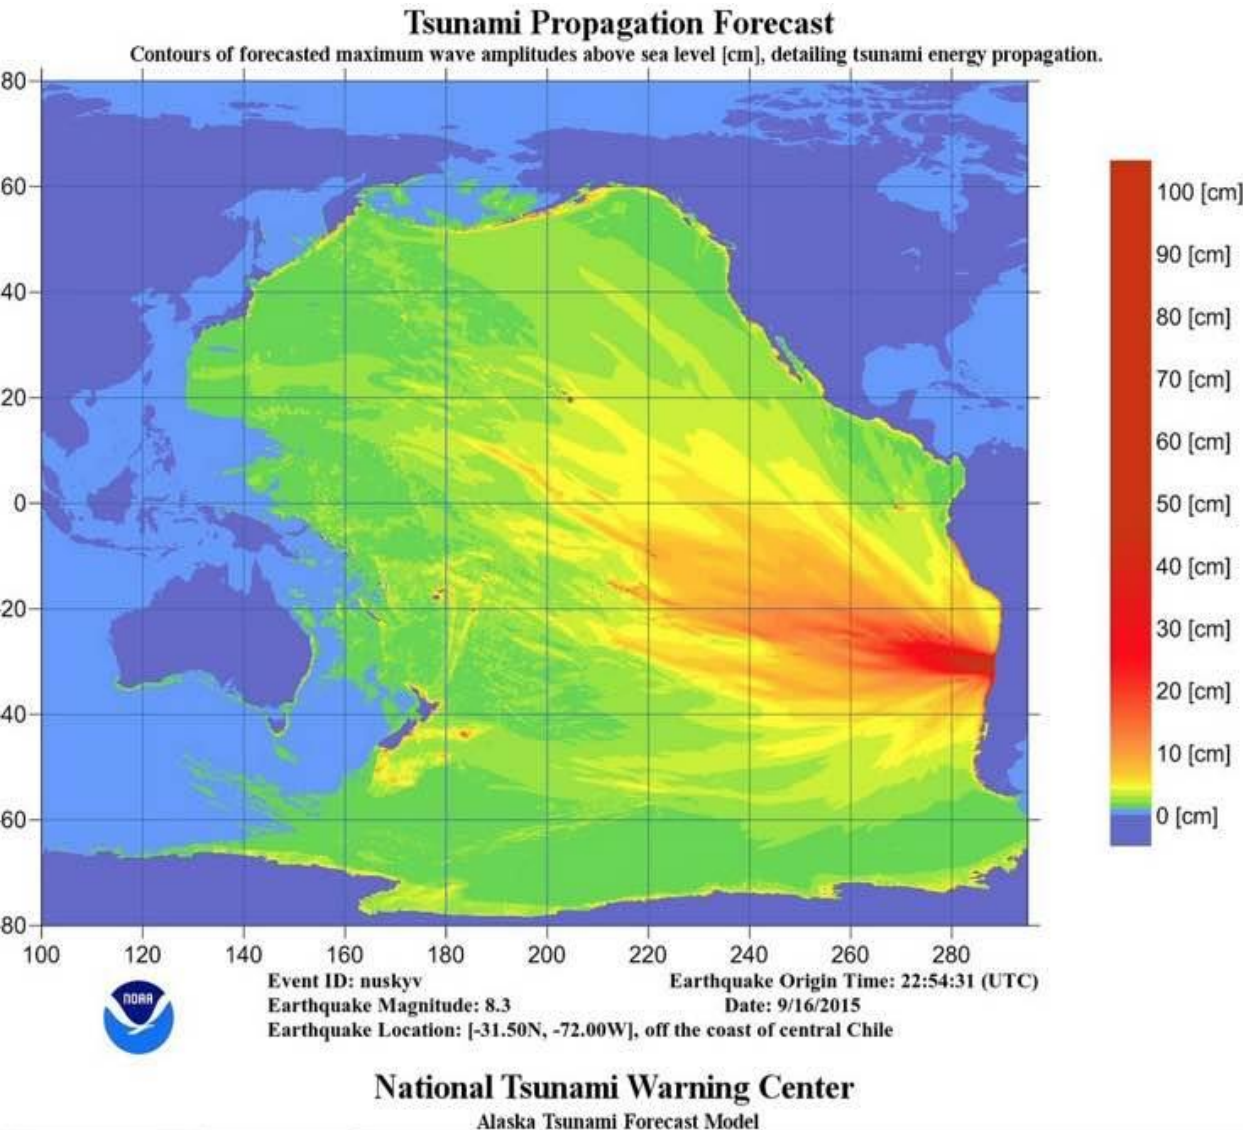 Tsunami Propagation Forecast
Contours of forecasted maximum wave amplitudes above sea level [cm], detailing tsunami energy propagation.
80
60
40
20
0
-20
-40
-60
80
100 120 140 160 180 200 220 240 260 280
100 [cm]
90 [cm]
80 [cm]
70 [cm]
60 [cm]
50 [cm]
40 [cm]
30 [cm]
20 [cm]
10 [cm]
0 [cm]
NOAA
Event ID: nuskyv
Earthquake Origin Time: 22:54:31 (UTC)
Earthquake Magnitude: 8.3
Date: 9/16/2015
Earthquake Location: [-31.50N, -72.00W], off the coast of central Chile
National Tsunami Warning Center
Alaska Tsunami Forecast Model